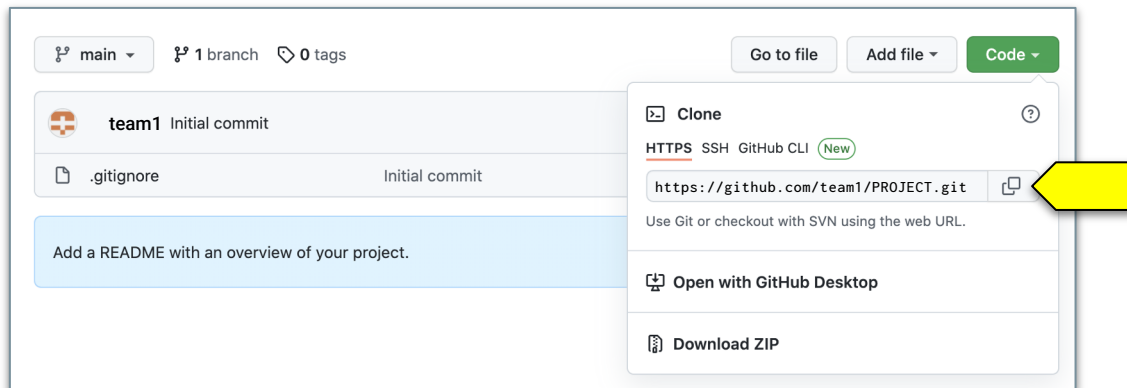 main 1 branch 0 tags Go to file Add file Code
team1 Initial commit
.gitignore Initial commit
Add a README with an overview of your project.
Clone
HTTPS SSH GitHub CLI New
https://github.com/team1/PROJECT.git
Use Git or checkout with SVN using the web URL.
Open with GitHub Desktop
Download ZIP